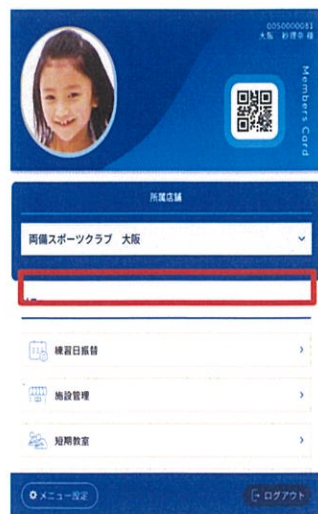 0050000081
大阪 紗理奈 様
Members Card
所属店舗
両備スポーツクラブ 大阪
練習日振替
施設管理
短期教室
メニュー設定
ログアウト